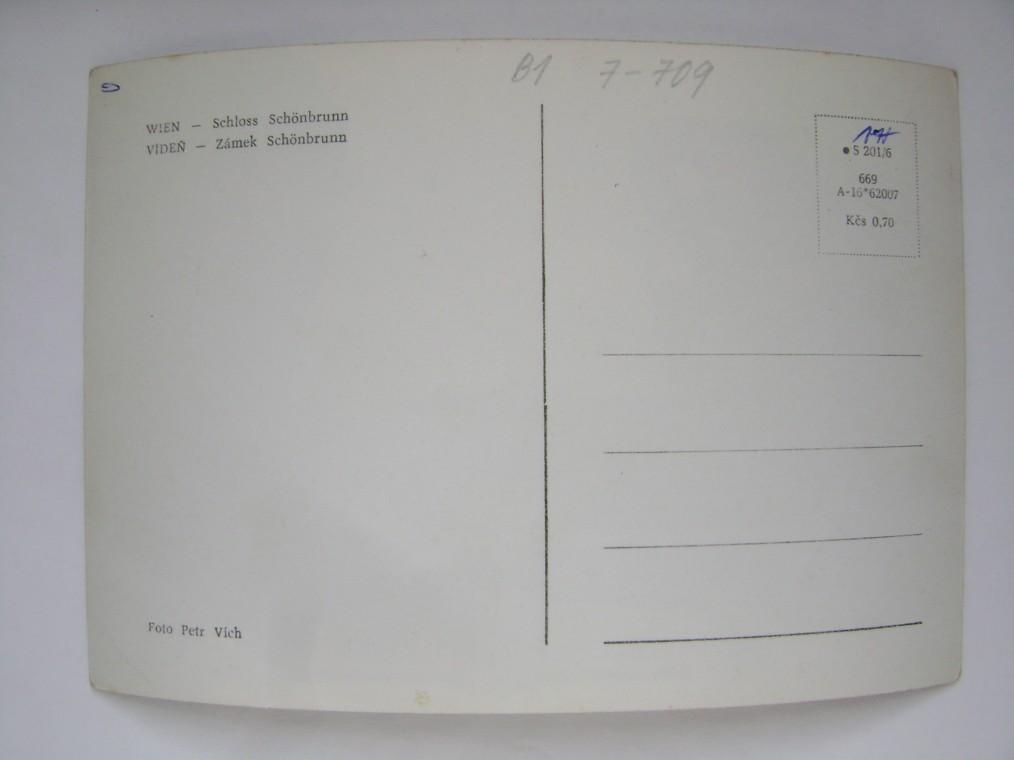 B1 7-709
WIEN — Schloss Schönbrunn
VÍDEŇ — Zámek Schönbrunn
● S 201/6
669
A-16*62007
Kčs 0,70
Foto Petr Vích